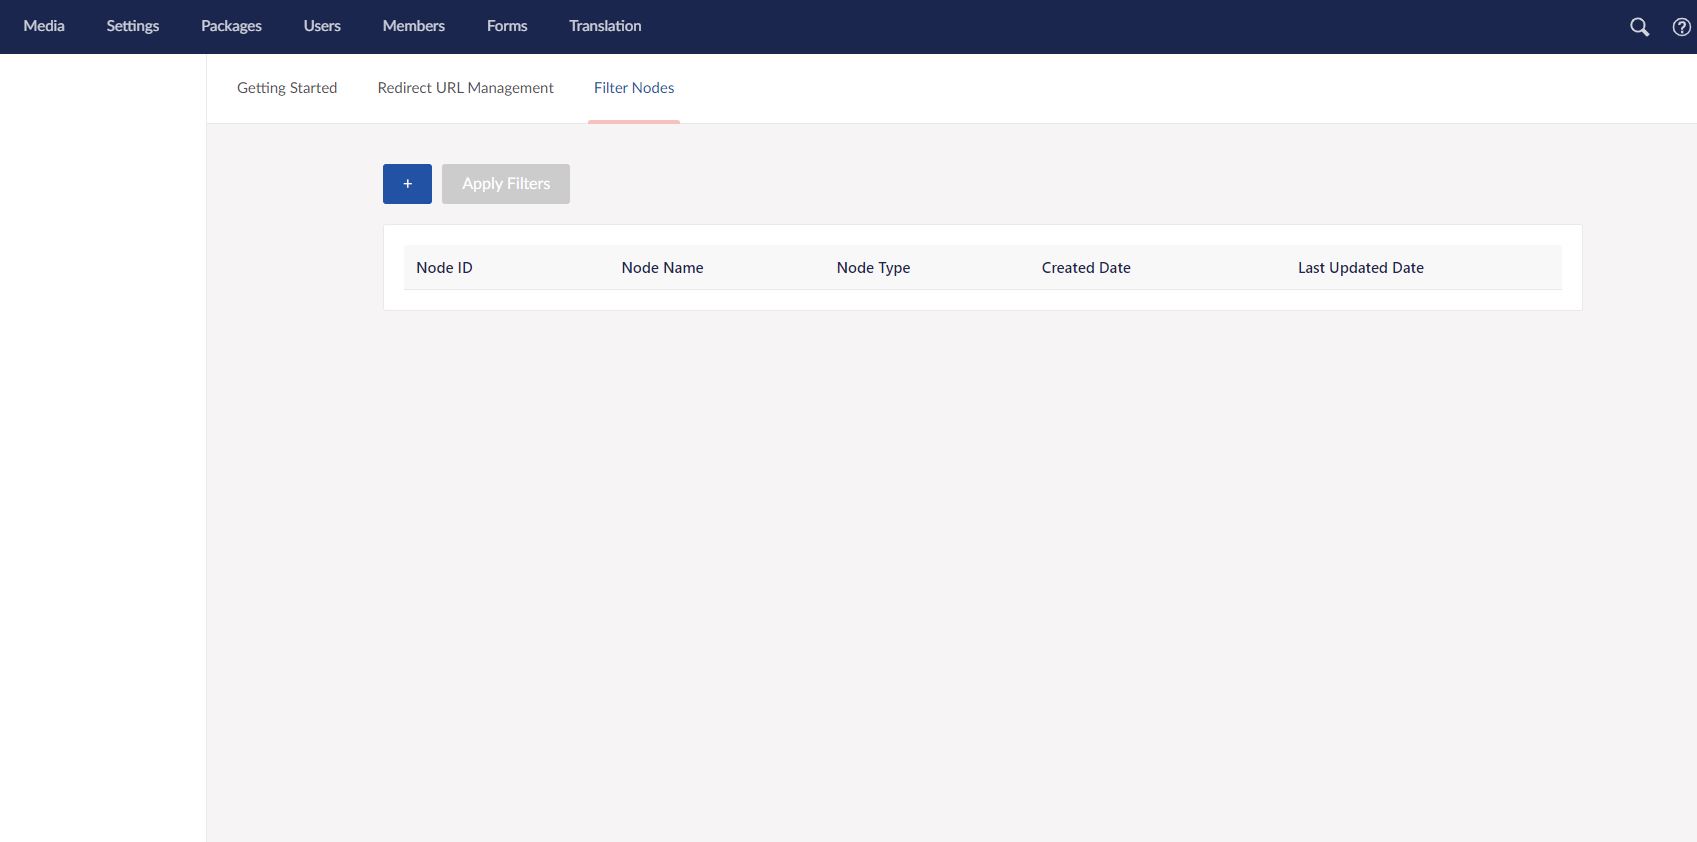 Media Settings Packages Users Members Forms Translation
Getting Started Redirect URL Management Filter Nodes
+ Apply Filters
Node ID Node Name Node Type Created Date Last Updated Date